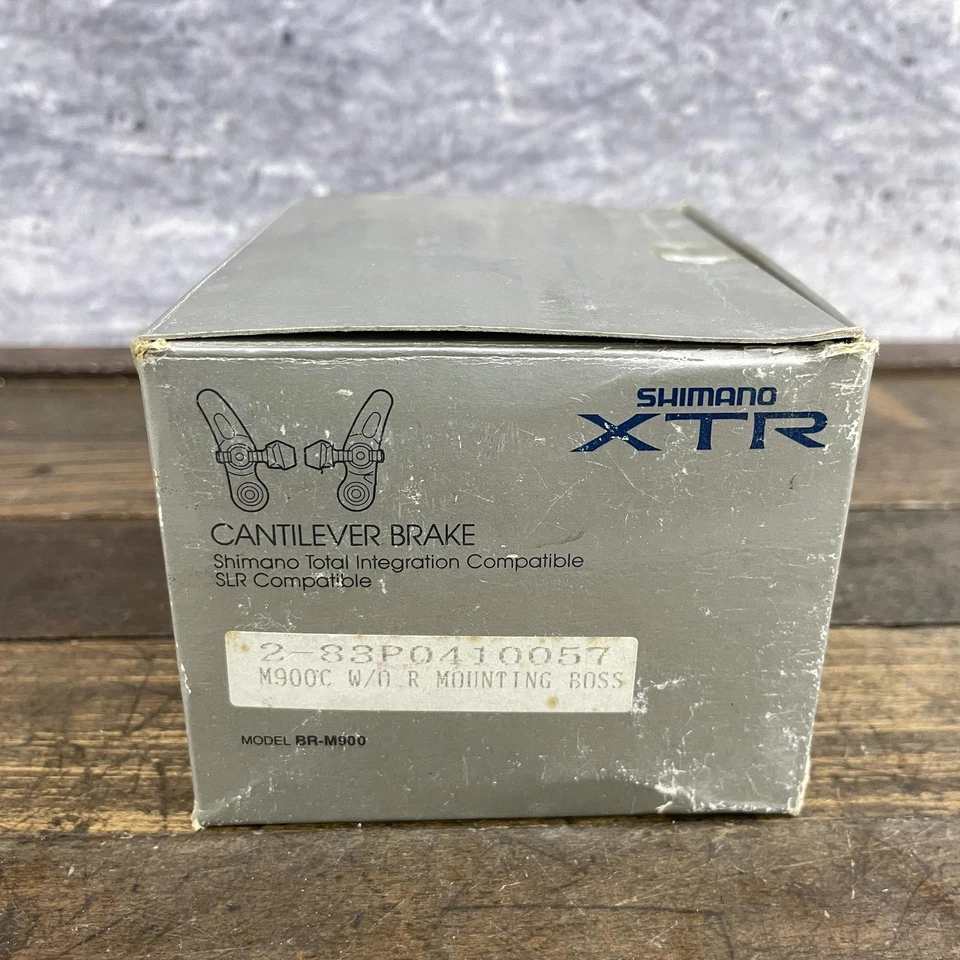 SHIMANO
XTR
CANTILEVER BRAKE
Shimano Total Integration Compatible
SLR Compatible
2-83P0410057
M900C W/O R MOUNTING BOSS
MODEL BR-M900